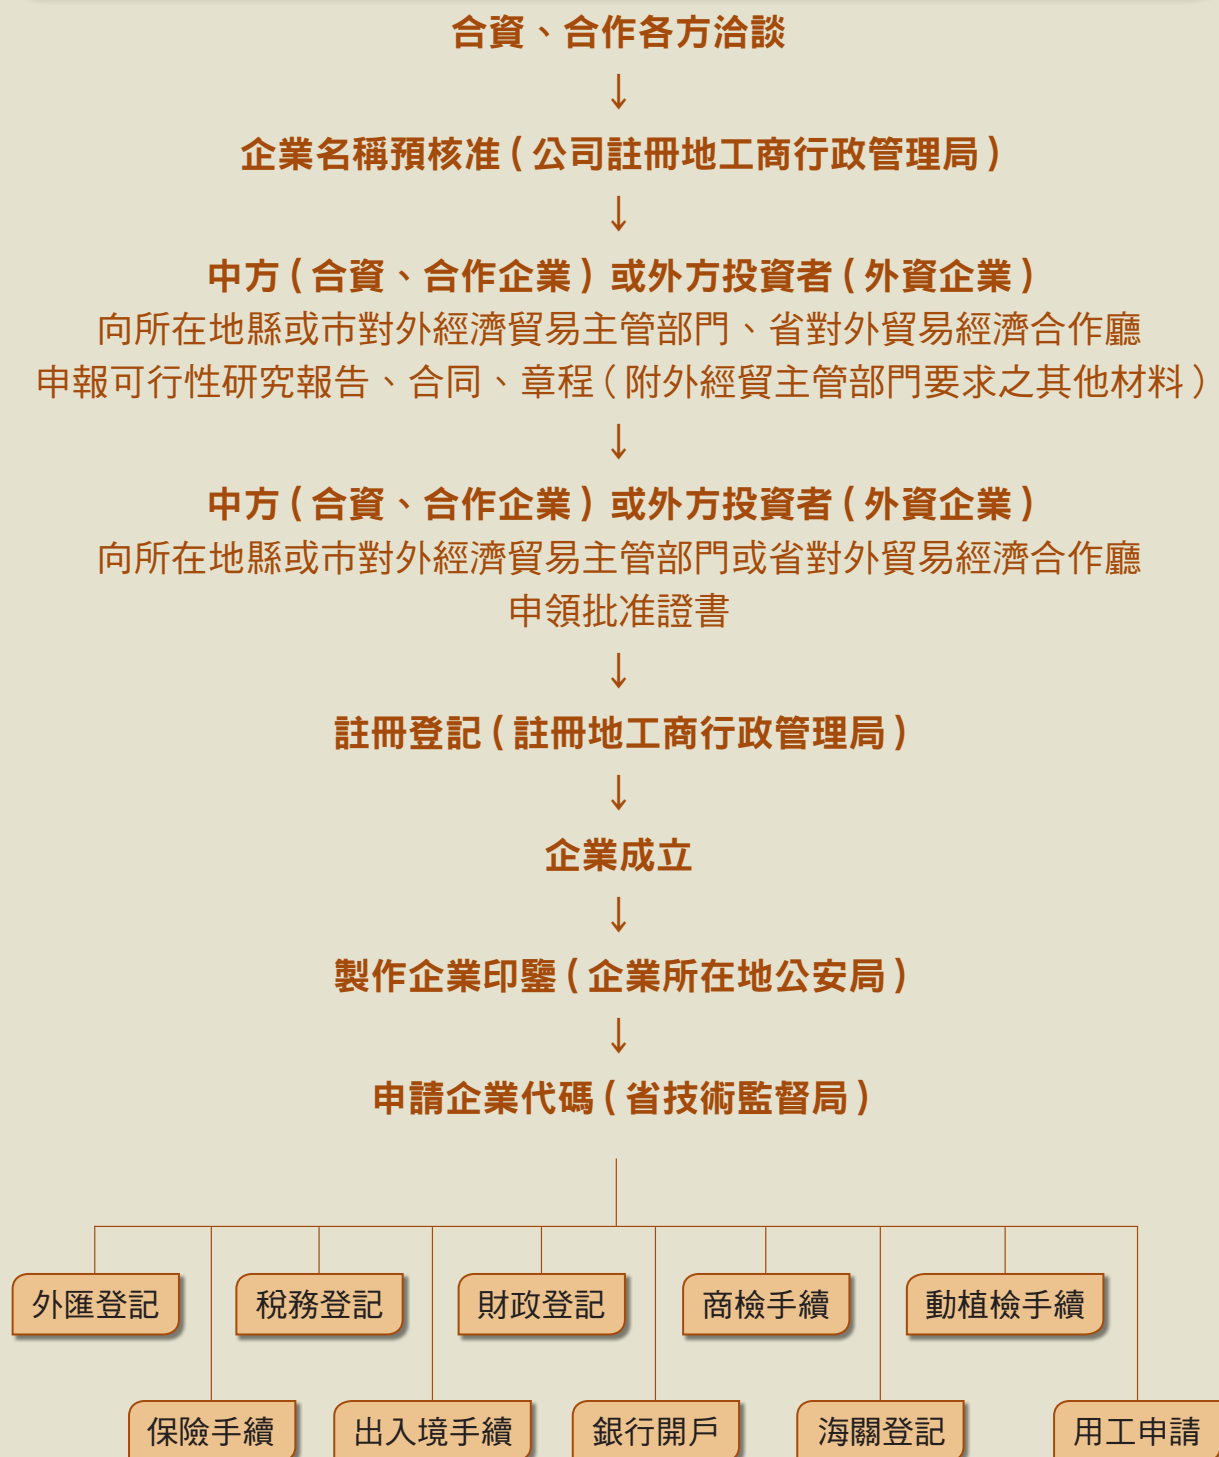 合資、合作各方洽談
↓
企業名稱預核准(公司註冊地工商行政管理局)
↓
中方(合資、合作企業)或外方投資者(外資企業)
向所在地縣或市對外經濟貿易主管部門、省對外貿易經濟合作廳
申報可行性研究報告、合同、章程(附外經貿主管部門要求之其他材料)
↓
中方(合資、合作企業)或外方投資者(外資企業)
向所在地縣或市對外經濟貿易主管部門或省對外貿易經濟合作廳
申領批准證書
↓
註冊登記(註冊地工商行政管理局)
↓
企業成立
↓
製作企業印鑒(企業所在地公安局)
↓
申請企業代碼(省技術監督局)
外匯登記 稅務登記 財政登記 商檢手續 動植檢手續
保險手續 出入境手續 銀行開戶 海關登記 用工申請